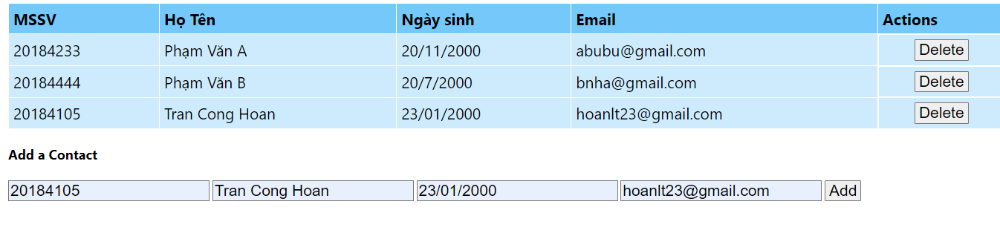 MSSV Họ Tên Ngày sinh Email Actions
20184233 Phạm Văn A 20/11/2000 abubu@gmail.com Delete
20184444 Phạm Văn B 20/7/2000 bnha@gmail.com Delete
20184105 Tran Cong Hoan 23/01/2000 hoanlt23@gmail.com Delete
Add a Contact
20184105 Tran Cong Hoan 23/01/2000 hoanlt23@gmail.com Add